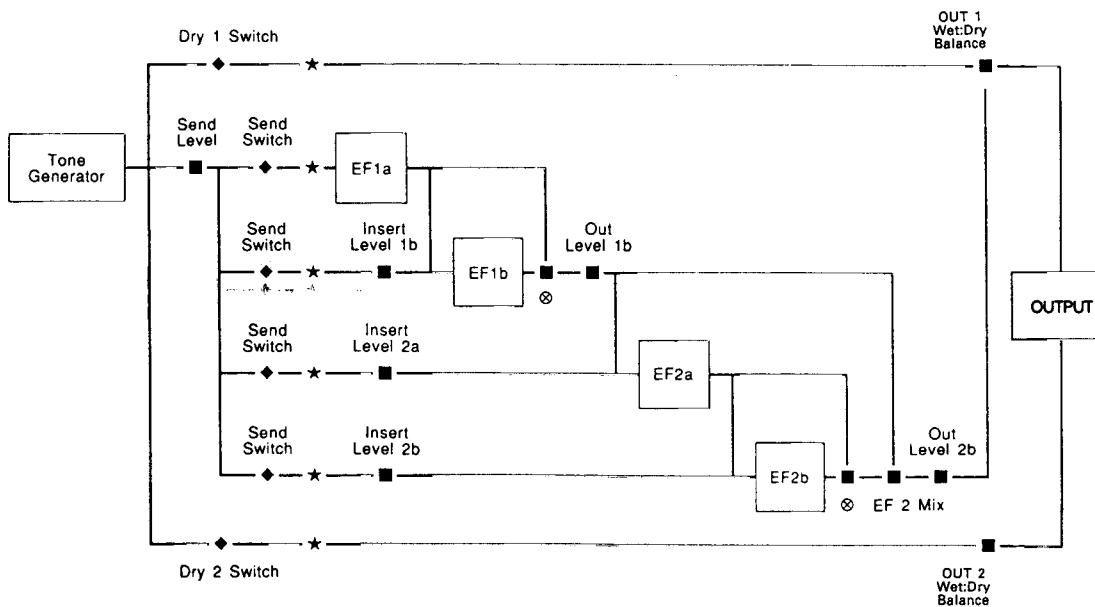 OUT 1
Wet:Dry
Balance
Dry 1 Switch
Send
Level
Send
Switch
Tone
Generator
EF1a
Send
Switch
Insert
Level 1b
Out
Level 1b
EF1b
OUTPUT
Send
Switch
Insert
Level 2a
EF2a
Send
Switch
Insert
Level 2b
Out
Level 2b
EF2b
EF 2 Mix
Dry 2 Switch
OUT 2
Wet:Dry
Balance